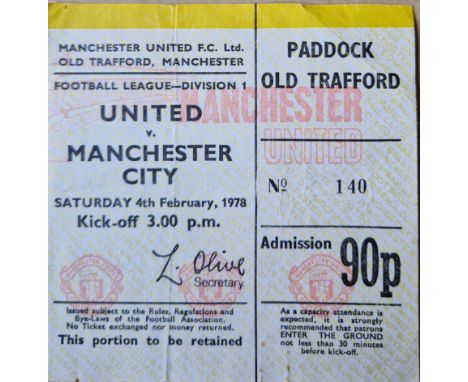 MANCHESTER UNITED F.C. Ltd.
OLD TRAFFORD, MANCHESTER
FOOTBALL LEAGUE—DIVISION 1
UNITED
v.
MANCHESTER
CITY
SATURDAY 4th February, 1978
Kick-off 3.00 p.m.
L. Olive
Secretary
Issued subject to the Rules, Regulations and
Bye-Laws of the Football Association.
No Ticket exchanged nor money returned.
This portion to be retained
PADDOCK
OLD TRAFFORD
MANCHESTER
UNITED
No 140
Admission 90p
As a capacity attendance is
expected, it is strongly
recommended that patrons
ENTER THE GROUND
not less than 30 minutes
before kick-off.